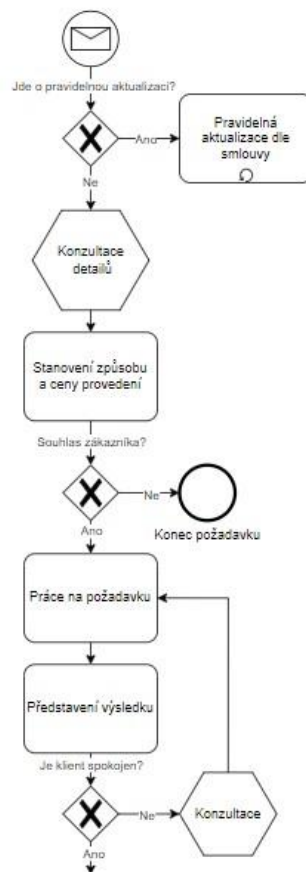 Jde o pravidelnou aktualizaci?
Ano
Pravidelná
aktualizace dle
smlouvy
Ne
Konzultace
detailů
Stanovení způsobu
a ceny provedení
Souhlas zákazníka?
Ne
Konec požadavku
Ano
Práce na požadavku
Představení výsledku
Je klient spokojen?
Ne
Konzultace
Ano